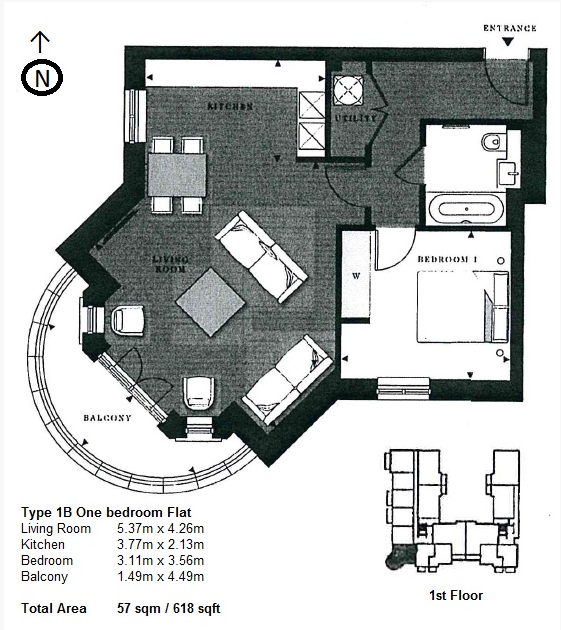 ENTRANCE
N
KITCHEN
UTILITY
LIVING
ROOM
BEDROOM 1
W
BALCONY
Type 1B One bedroom Flat
Living Room 5.37m x 4.26m
Kitchen 3.77m x 2.13m
Bedroom 3.11m x 3.56m
Balcony 1.49m x 4.49m
Total Area 57 sqm / 618 sqft
1st Floor